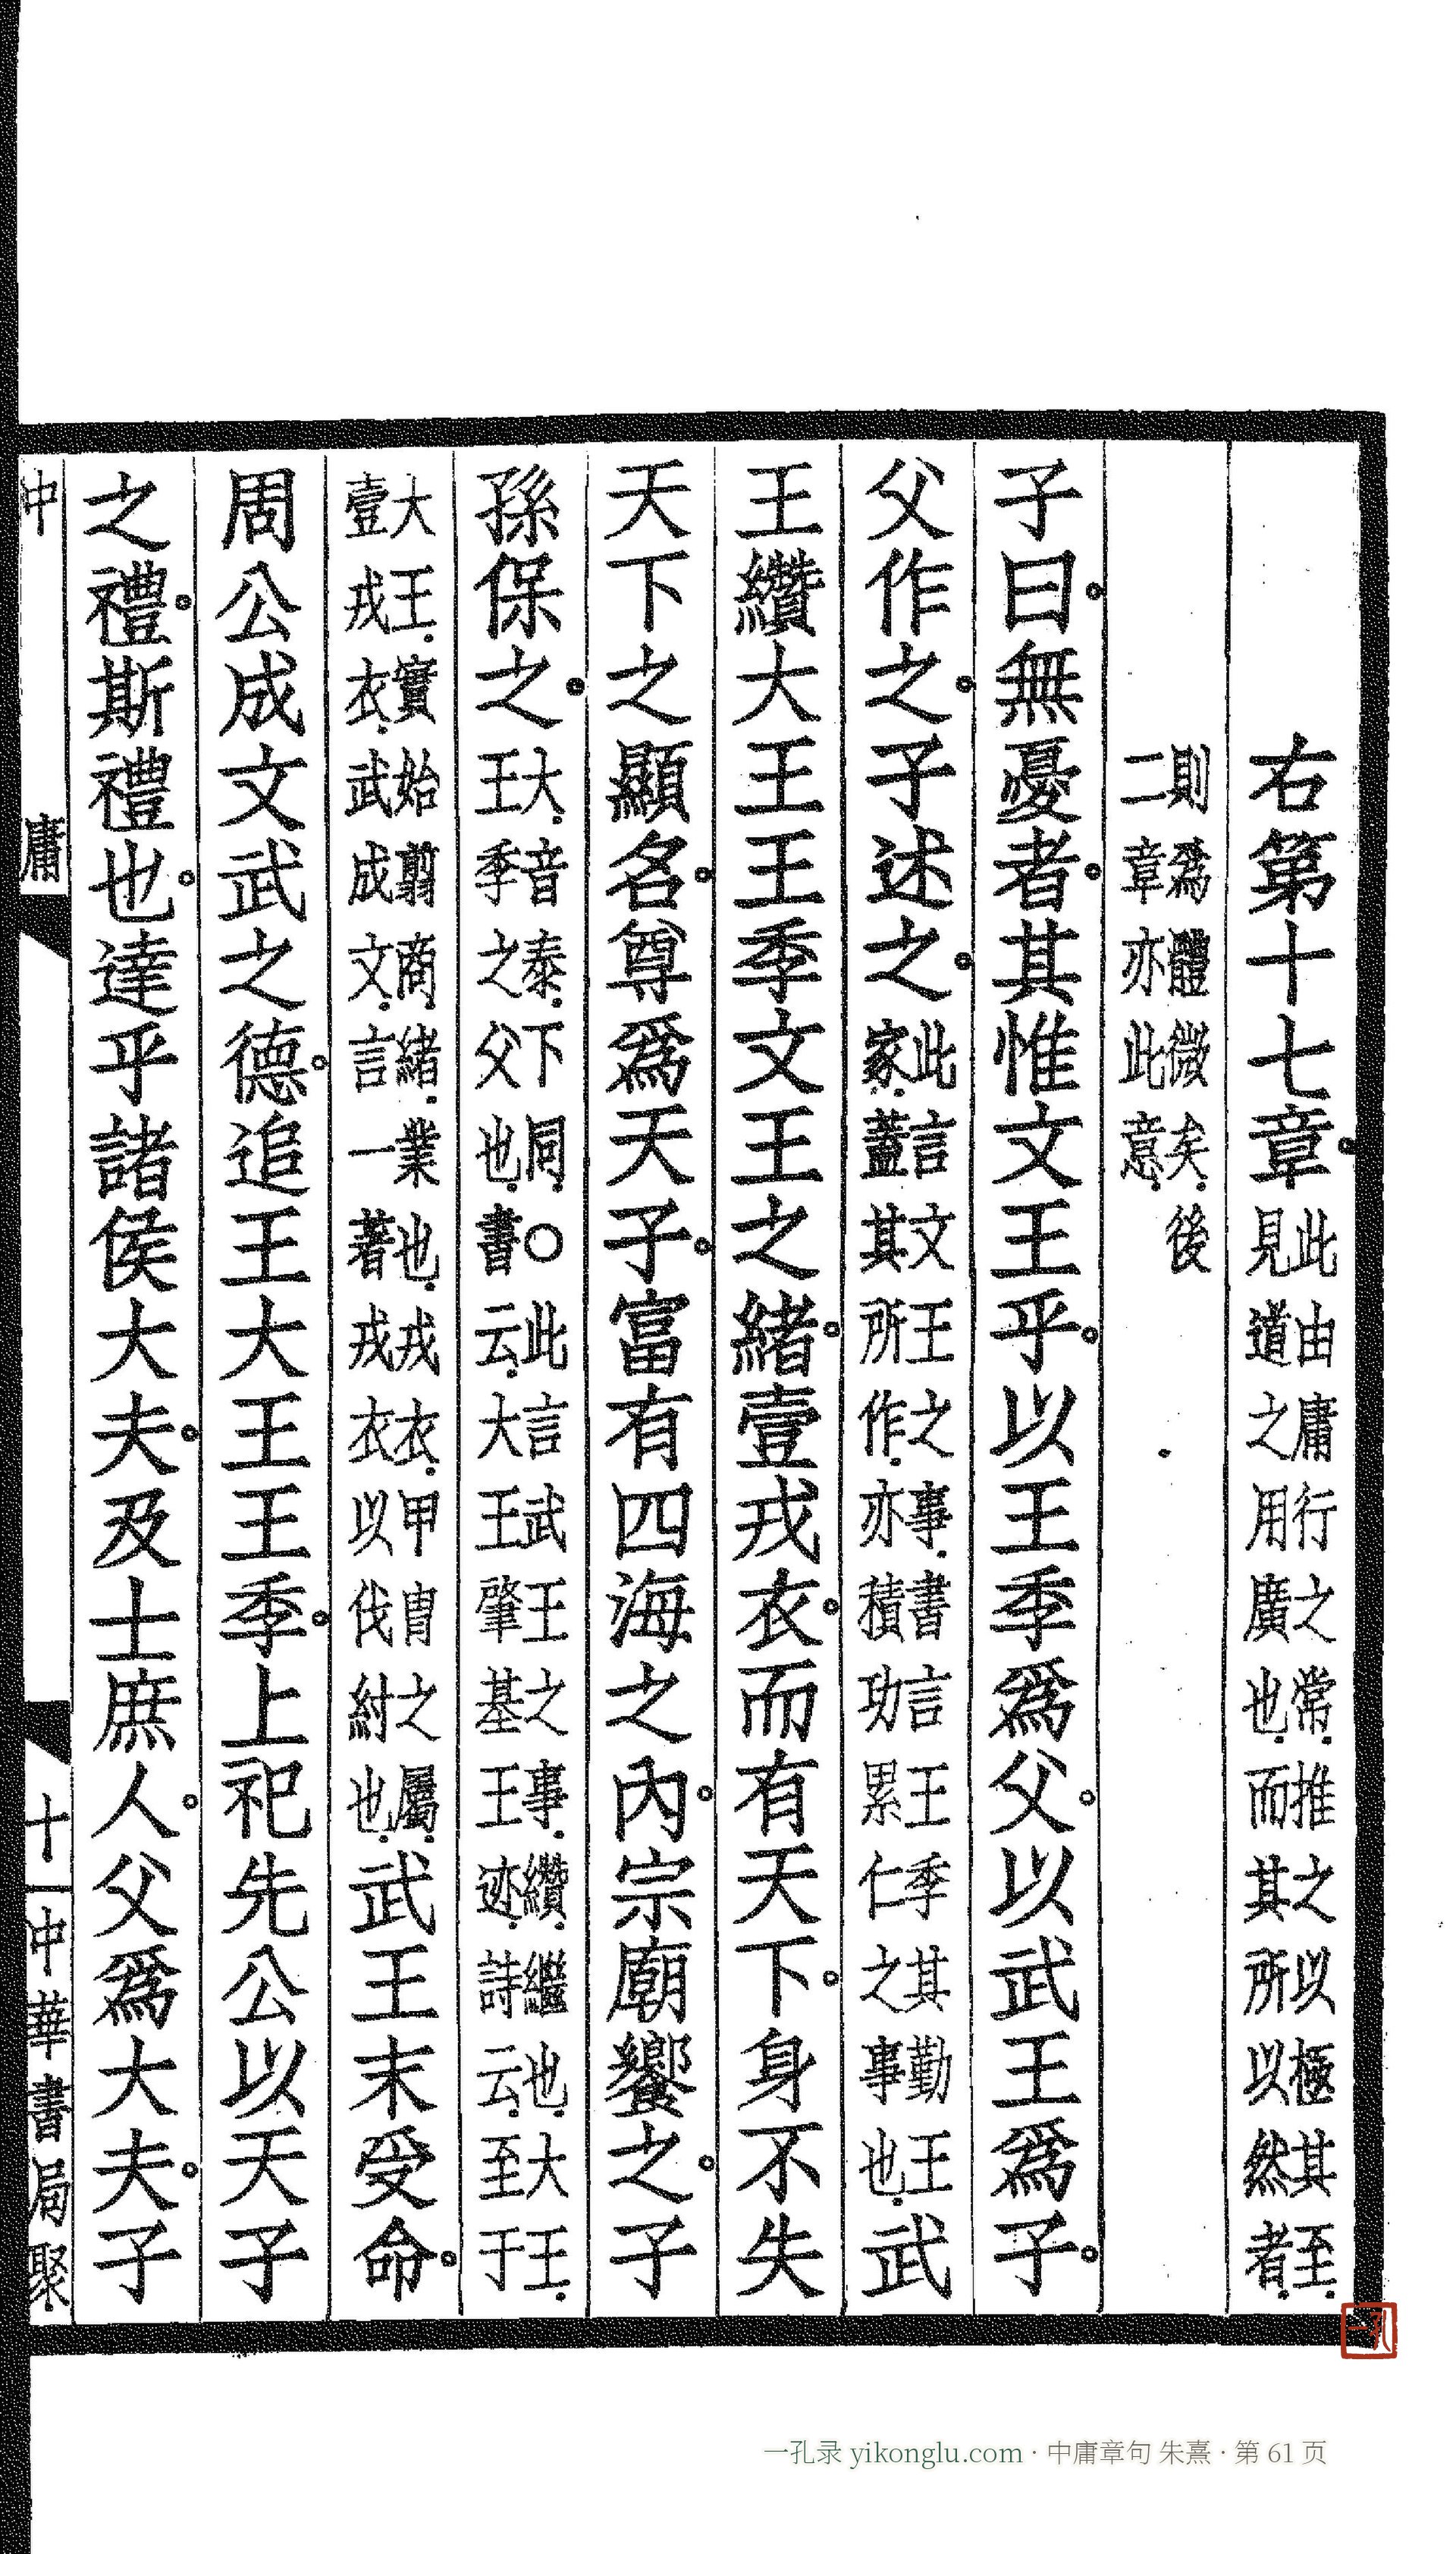 右第十七章。此由庸行之常.推之以極其至.見道之用廣也.而其所以然者.
則爲體微矣.後二章亦此意.
子曰。無憂者。其惟文王乎。以王季爲父。以武王爲子。
父作之。子述之。此言文王之事.書言王季其勤王家.蓋其所作.亦積功累仁之事也.武
王纘大王王季文王之緒。壹戎衣。而有天下。身不失
天下之顯名。尊爲天子。富有四海之內。宗廟饗之。子
孫保之。大.音泰.下同.○此言武王之事.纘.繼也.大王.王季之父也.書云.大王肇基王迹.詩云.至于
大王.實始翦商.緒.業也.戎衣.甲冑之屬.壹戎衣.武成文.言一著戎衣以伐紂也.武王末受命。
周公成文武之德。追王大王王季。上祀先公以天子
之禮。斯禮也。達乎諸侯大夫。及士庶人。父爲大夫。子
中庸 十一 中華書局聚
一孔
一孔录 yikonglu.com · 中庸章句 朱熹 · 第 61 页